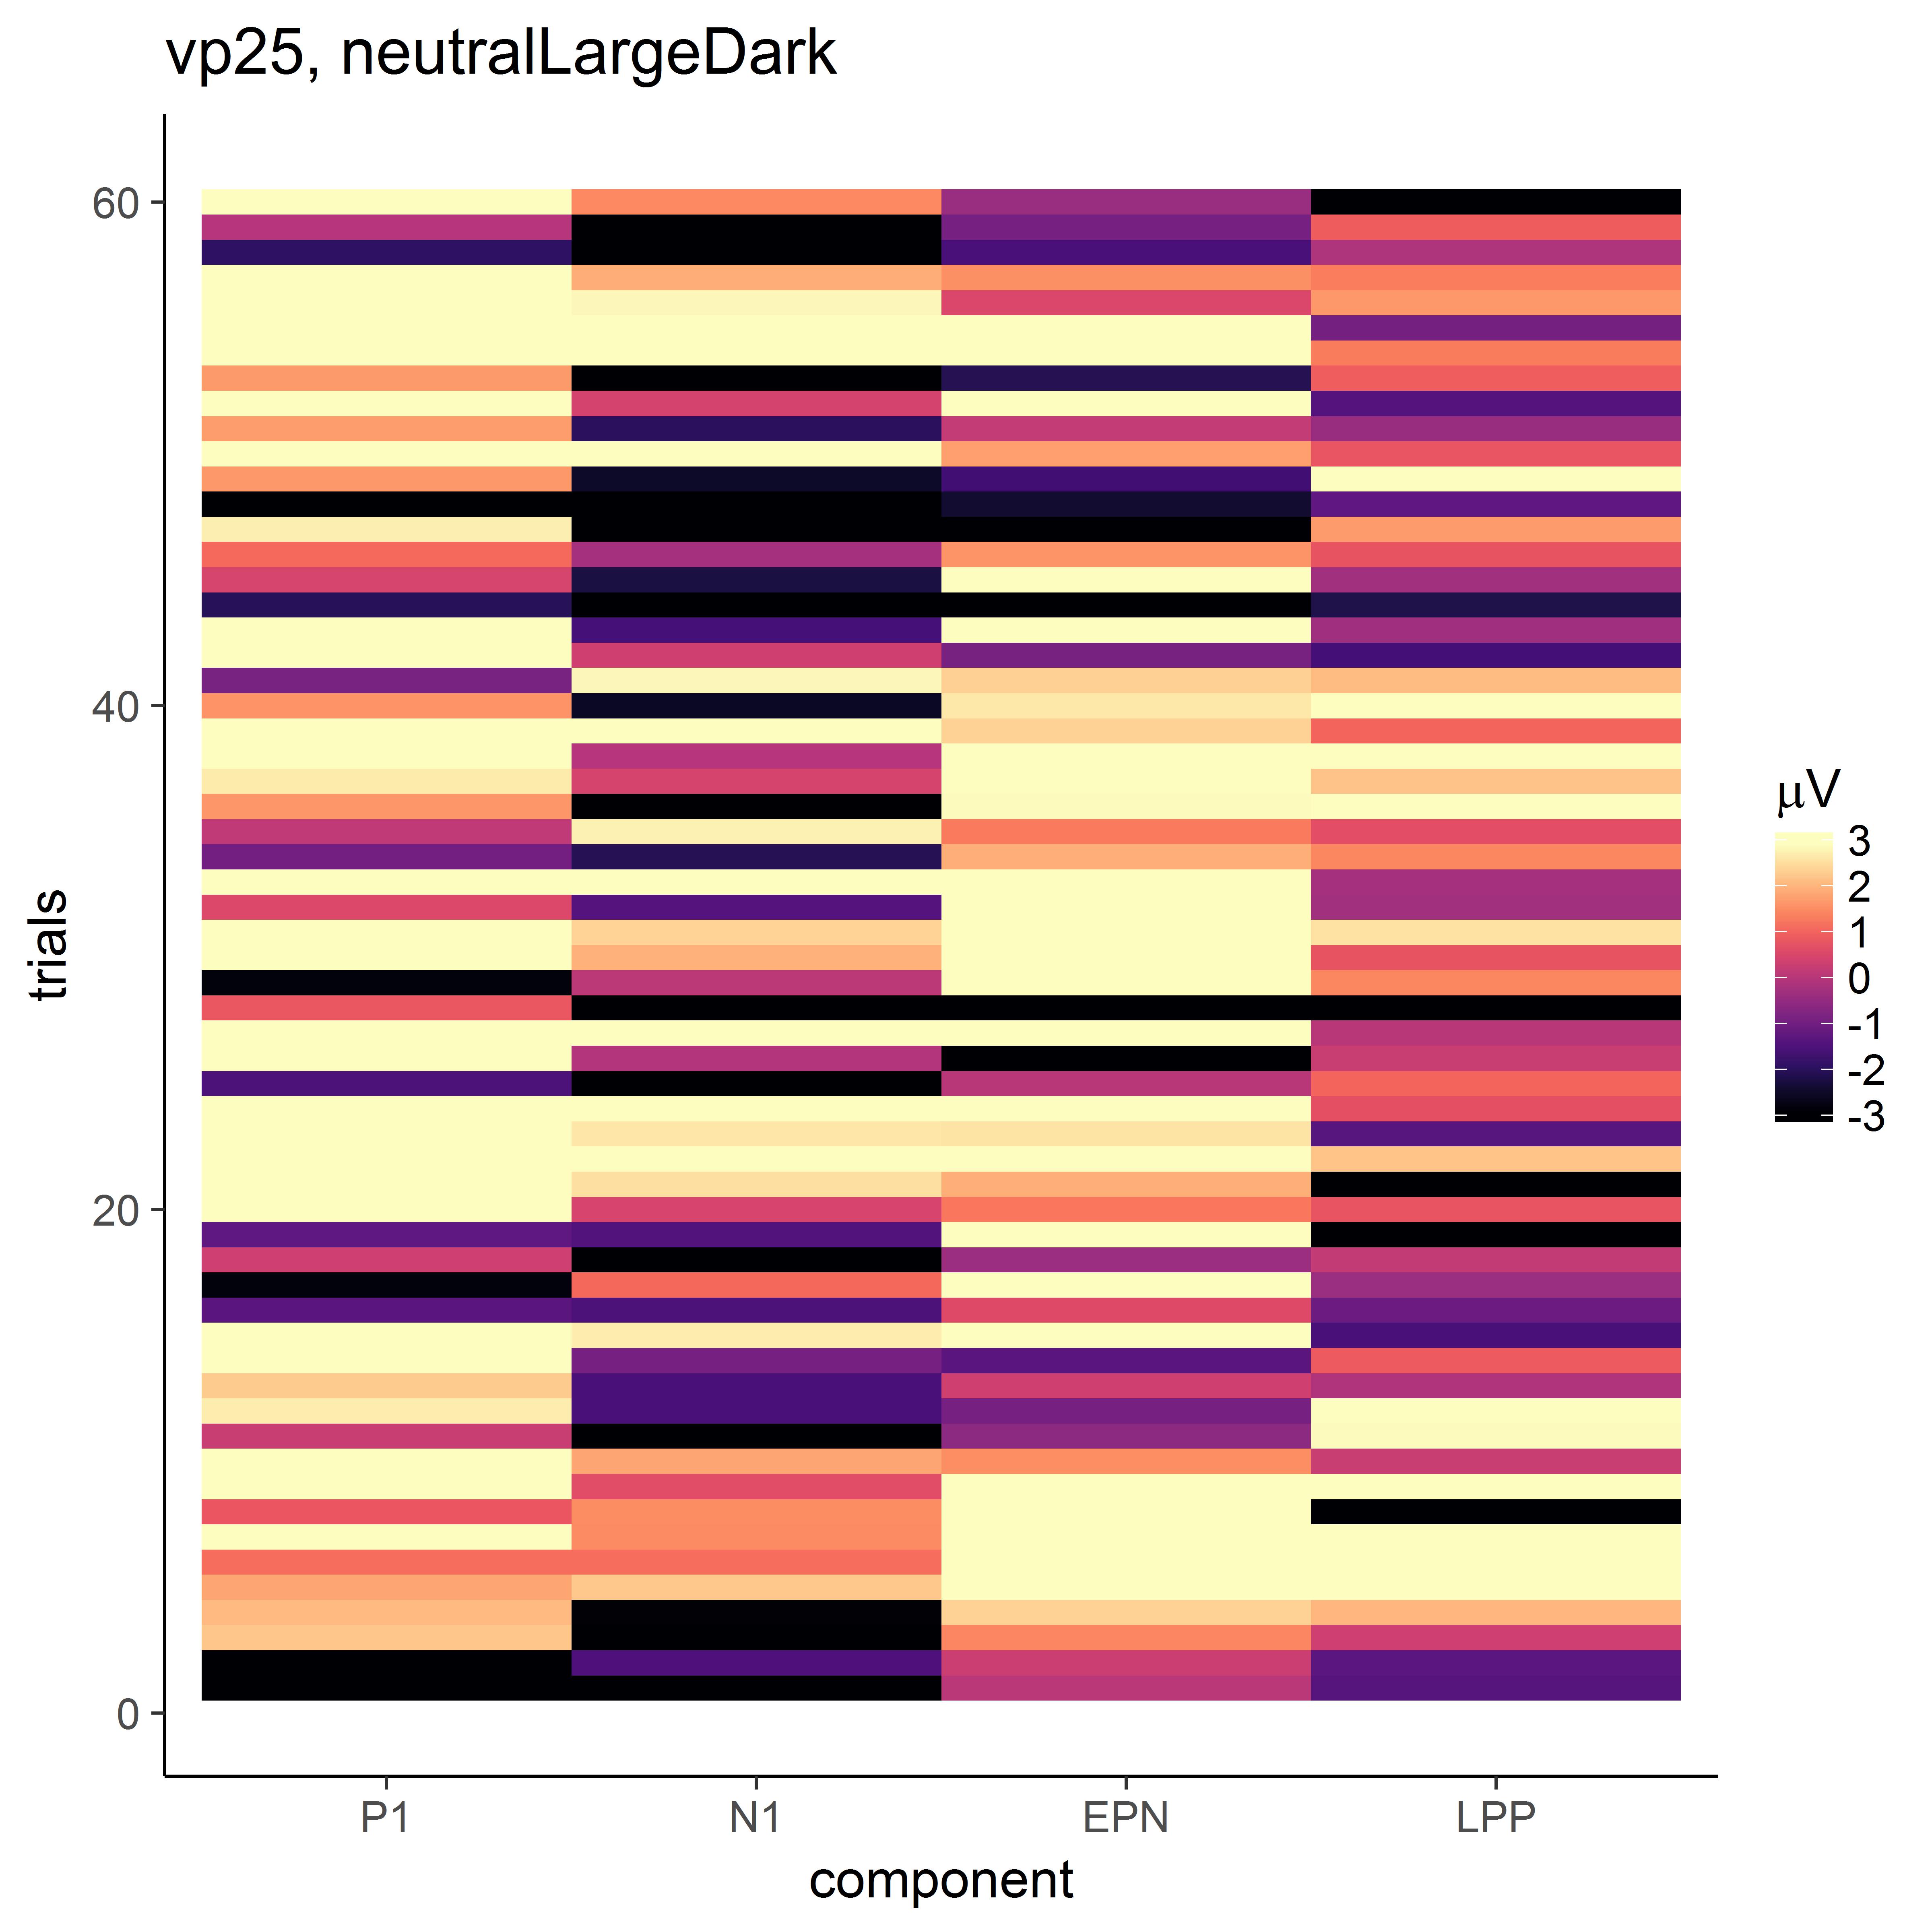 vp25, neutralLargeDark
60
40
20
0
trials
P1 N1 EPN LPP
component
μV
3
2
1
0
-1
-2
-3